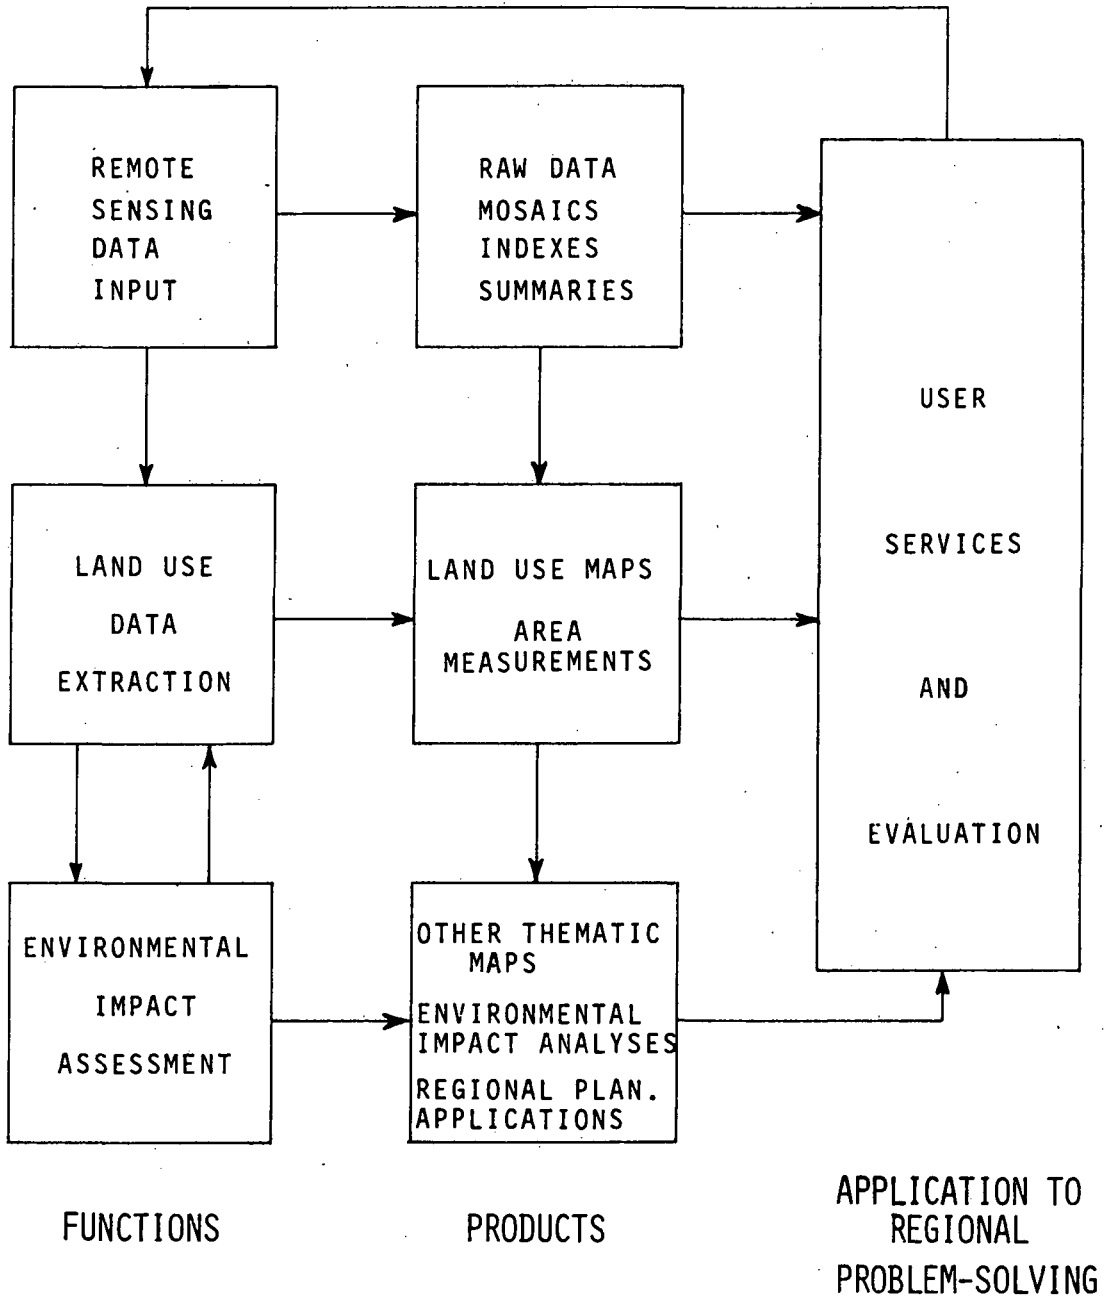 REMOTE
SENSING
DATA
INPUT
RAW DATA
MOSAICS
INDEXES
SUMMARIES
USER
SERVICES
AND
EVALUATION
LAND USE
DATA
EXTRACTION
LAND USE MAPS
AREA
MEASUREMENTS
ENVIRONMENTAL
IMPACT
ASSESSMENT
OTHER THEMATIC
MAPS
ENVIRONMENTAL
IMPACT ANALYSES
REGIONAL PLAN.
APPLICATIONS
FUNCTIONS
PRODUCTS
APPLICATION TO
REGIONAL
PROBLEM-SOLVING